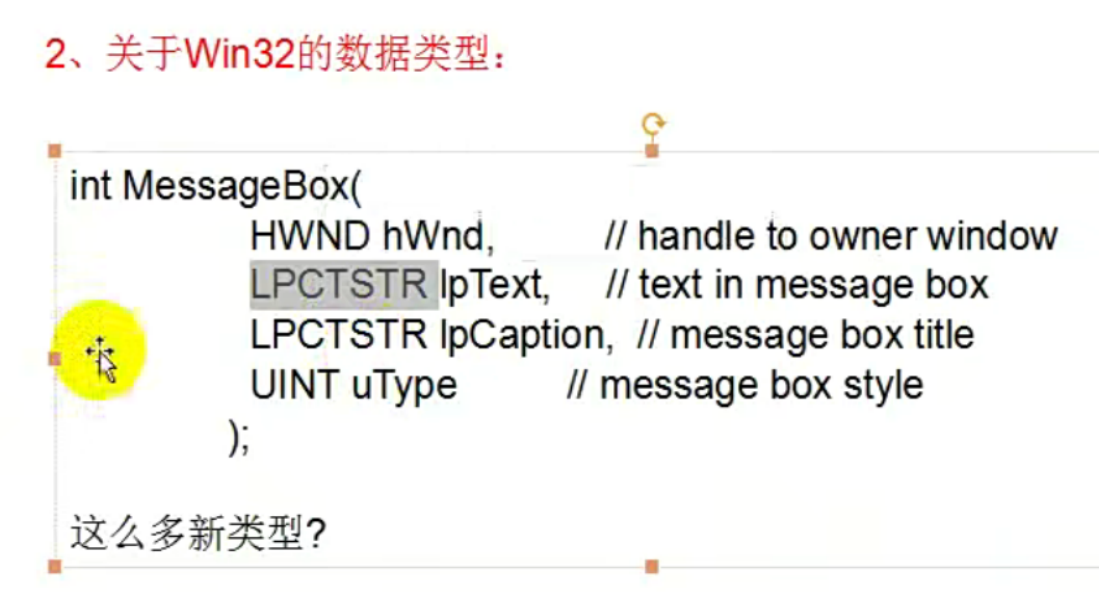 2、关于Win32的数据类型：
int MessageBox(
HWND hWnd, // handle to owner window
LPCTSTR lpText, // text in message box
LPCTSTR lpCaption, // message box title
UINT uType // message box style
);
这么多新类型?